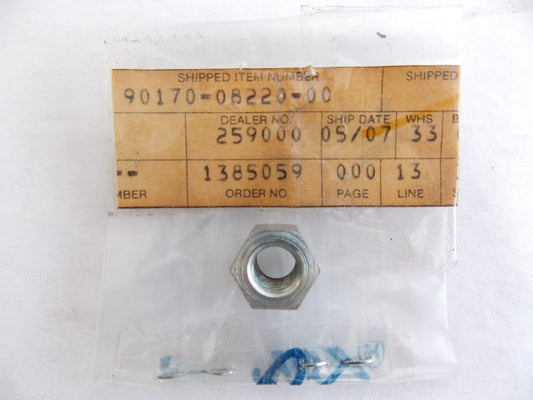 SHIPPED ITEM NUMBER SHIPPED
90170-08220-00
DEALER NO. SHIP DATE WHS
259000 05/07 33
-- 1385059 000 13
MBER ORDER NO. PAGE LINE